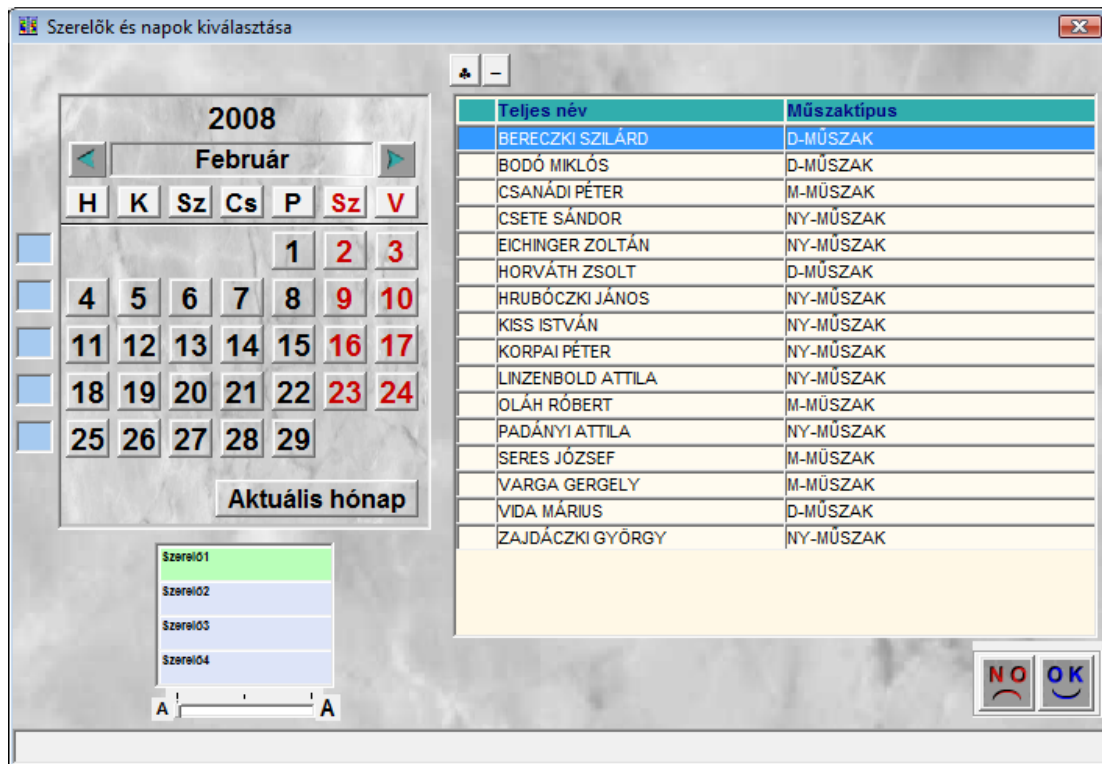 Szerelők és napok kiválasztása
2008
Február
H K Sz Cs P Sz V
1 2 3
4 5 6 7 8 9 10
11 12 13 14 15 16 17
18 19 20 21 22 23 24
25 26 27 28 29
Aktuális hónap
Szerelő1
Szerelő2
Szerelő3
Szerelő4
A A
Teljes név Műszaktípus
BERECZKI SZILÁRD D-MŰSZAK
BODÓ MIKLÓS D-MŰSZAK
CSANÁDI PÉTER M-MŰSZAK
CSETE SÁNDOR NY-MŰSZAK
EICHINGER ZOLTÁN NY-MŰSZAK
HORVÁTH ZSOLT D-MŰSZAK
HRUBÓCZKI JÁNOS NY-MŰSZAK
KISS ISTVÁN NY-MŰSZAK
KORPAI PÉTER NY-MŰSZAK
LINZENBOLD ATTILA NY-MŰSZAK
OLÁH RÓBERT M-MŰSZAK
PADÁNYI ATTILA NY-MŰSZAK
SERES JÓZSEF M-MŰSZAK
VARGA GERGELY M-MŰSZAK
VIDA MÁRIUS D-MŰSZAK
ZAJDÁCZKI GYÖRGY NY-MŰSZAK
NO OK